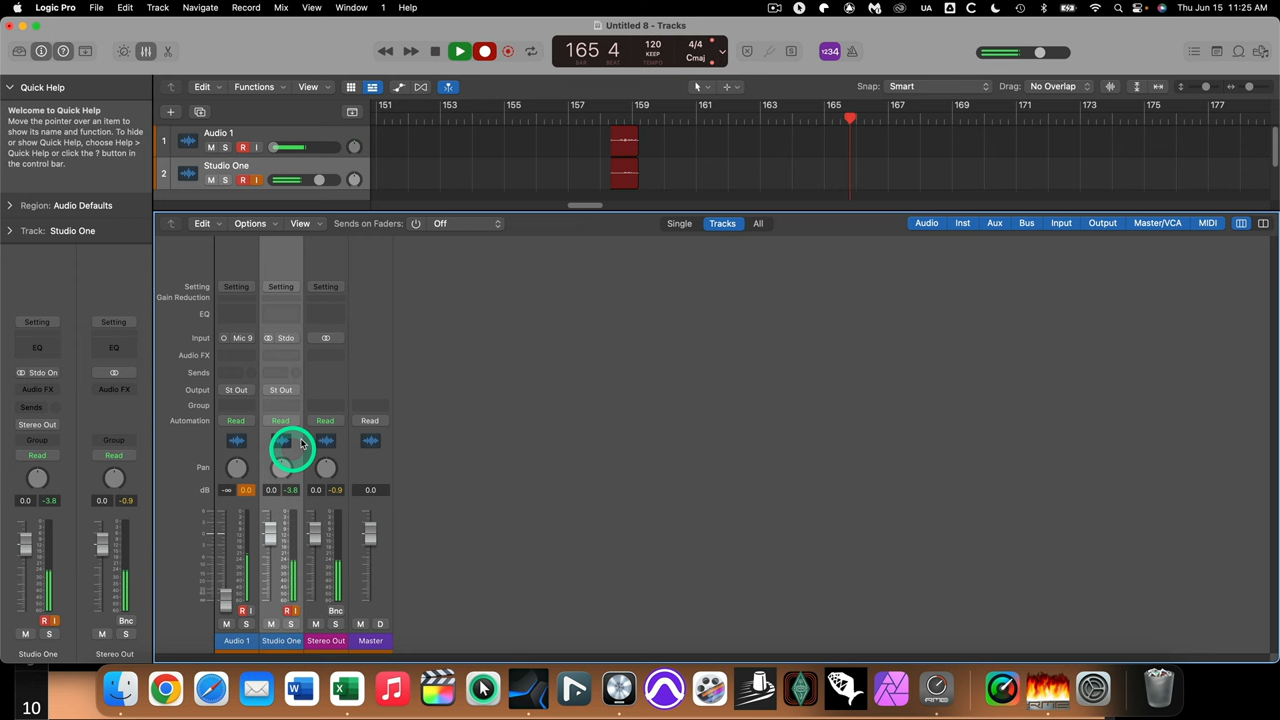 Logic Pro File Edit Track Navigate Record Mix View Window 1 Help UA Thu Jun 15 11:25 AM
Untitled 8 - Tracks
165 4
BAR BEAT
120
KEEP
TEMPO
4/4
Cmaj
1234
Quick Help
Edit Functions View
Snap: Smart Drag: No Overlap
Welcome to Quick Help
Move the pointer over an item to
show its name and function. To hide
or show Quick Help, choose Help >
Quick Help or click the ? button in
the control bar.
151 153 155 157 159 161 163 165 167 169 171 173 175 177
1 Audio 1
M S R I
2 Studio One
M S R I
Region: Audio Defaults
Track: Studio One
Edit Options View Sends on Faders: Off
Single Tracks All
Audio Inst Aux Bus Input Output Master/VCA MIDI
Setting Setting Setting Setting
Gain Reduction
EQ
Input Mic 9 Stdo
Audio FX
Sends
Output St Out St Out
Group
Automation Read Read Read Read
Pan
dB -∞ 0.0 0.0 -3.8 0.0 -0.9 0.0
R I R I Bnc
M S M S M S M D
Audio 1 Studio One Stereo Out Master
Setting Setting
EQ EQ
Stdo On
Audio FX Audio FX
Sends
Stereo Out
Group Group
Read Read
0.0 -3.8 0.0 -0.9
R I Bnc
M S M S
Studio One Stereo Out
10
RME
RME